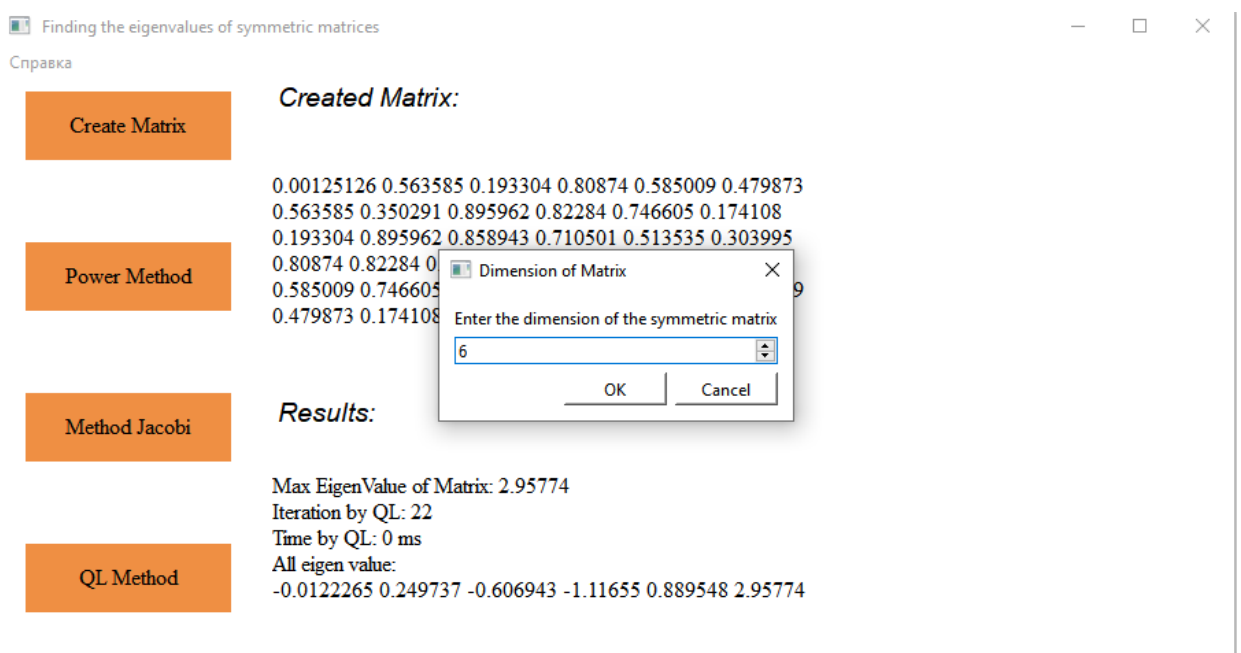 Finding the eigenvalues of symmetric matrices
Справка
Create Matrix
Power Method
Method Jacobi
QL Method
Created Matrix:
0.00125126 0.563585 0.193304 0.80874 0.585009 0.479873
0.563585 0.350291 0.895962 0.82284 0.746605 0.174108
0.193304 0.895962 0.858943 0.710501 0.513535 0.303995
0.80874 0.82284
0.585009 0.746605
0.479873 0.174108
Dimension of Matrix
Enter the dimension of the symmetric matrix
6
OK Cancel
Results:
Max EigenValue of Matrix: 2.95774
Iteration by QL: 22
Time by QL: 0 ms
All eigen value:
-0.0122265 0.249737 -0.606943 -1.11655 0.889548 2.95774